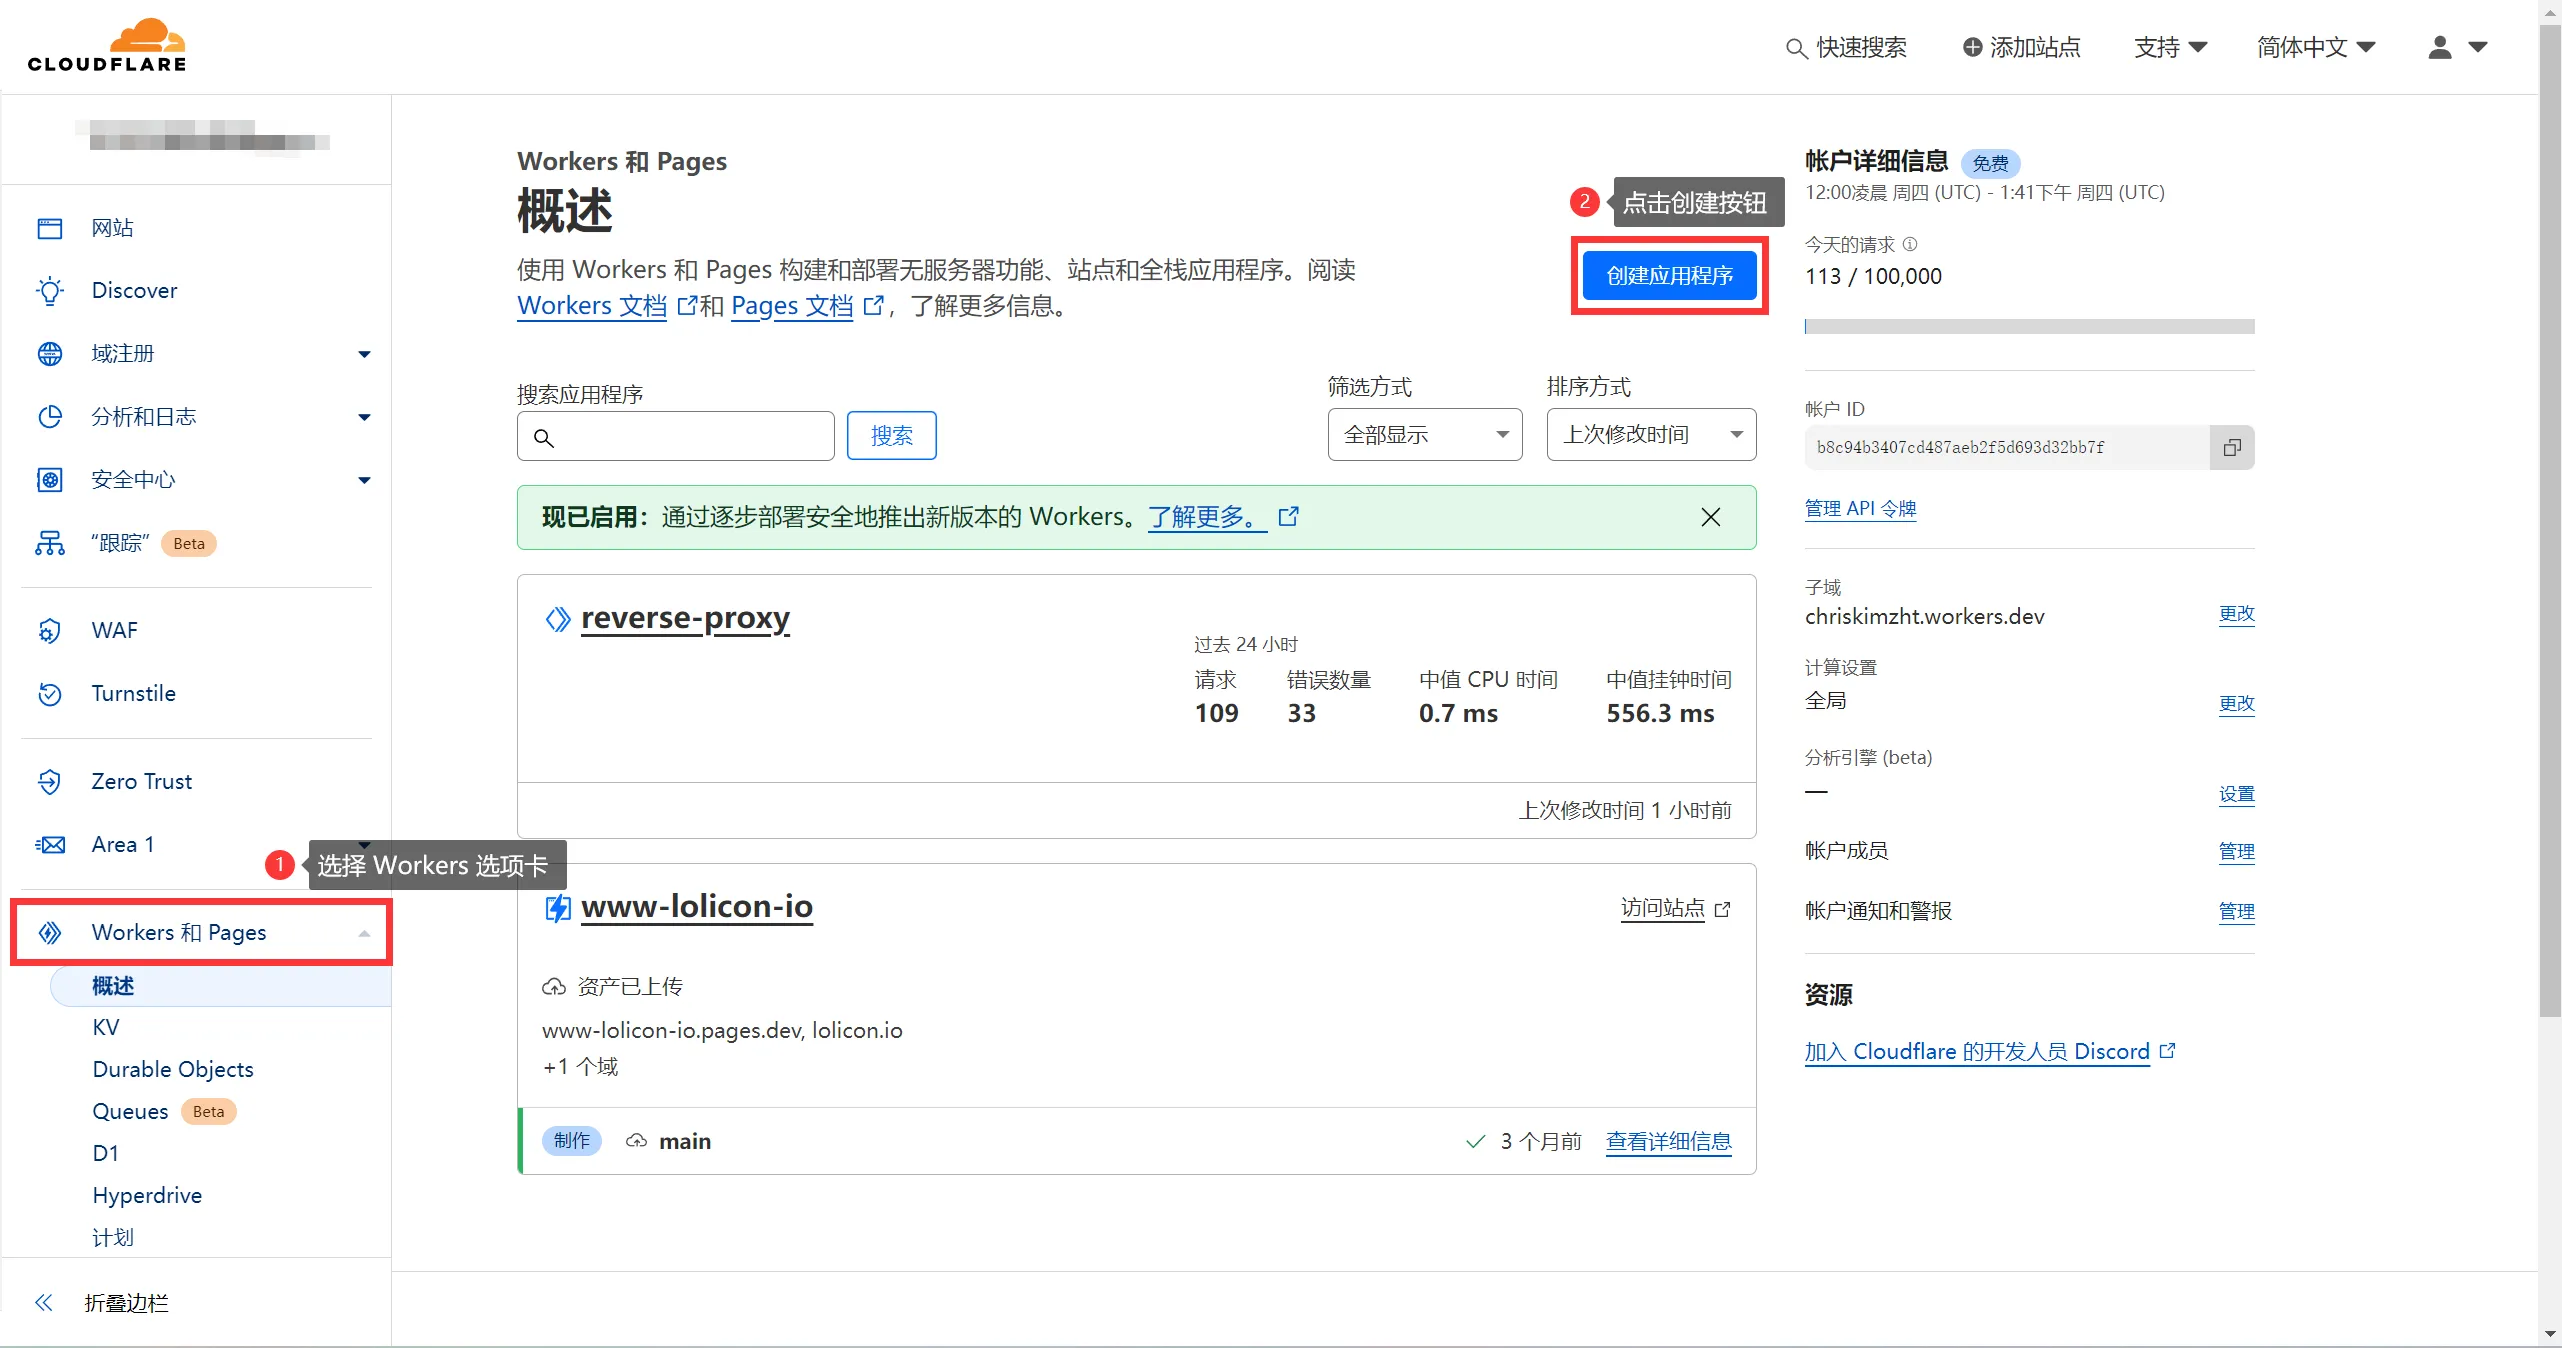 CLOUDFLARE
快速搜索
添加站点
支持
简体中文
网站
Discover
域注册
分析和日志
安全中心
“跟踪” Beta
WAF
Turnstile
Zero Trust
Area 1
1 选择 Workers 选项卡
Workers 和 Pages
概述
KV
Durable Objects
Queues Beta
D1
Hyperdrive
计划
折叠边栏
Workers 和 Pages
概述
使用 Workers 和 Pages 构建和部署无服务器功能、站点和全栈应用程序。阅读
Workers 文档 和 Pages 文档 ，了解更多信息。
2 点击创建按钮
创建应用程序
搜索应用程序
搜索
筛选方式
全部显示
排序方式
上次修改时间
现已启用：通过逐步部署安全地推出新版本的 Workers。了解更多。
reverse-proxy
过去 24 小时
请求 错误数量 中值 CPU 时间 中值挂钟时间
109 33 0.7 ms 556.3 ms
上次修改时间 1 小时前
www-lolicon-io
访问站点
资产已上传
www-lolicon-io.pages.dev, lolicon.io
+1 个域
制作 main 3 个月前 查看详细信息
帐户详细信息 免费
12:00凌晨 周四 (UTC) - 1:41下午 周四 (UTC)
今天的请求
113 / 100,000
帐户 ID
b8c94b3407cd487aeb2f5d693d32bb7f
管理 API 令牌
子域
chriskimzht.workers.dev 更改
计算设置
全局 更改
分析引擎 (beta)
— 设置
帐户成员 管理
帐户通知和警报 管理
资源
加入 Cloudflare 的开发人员 Discord